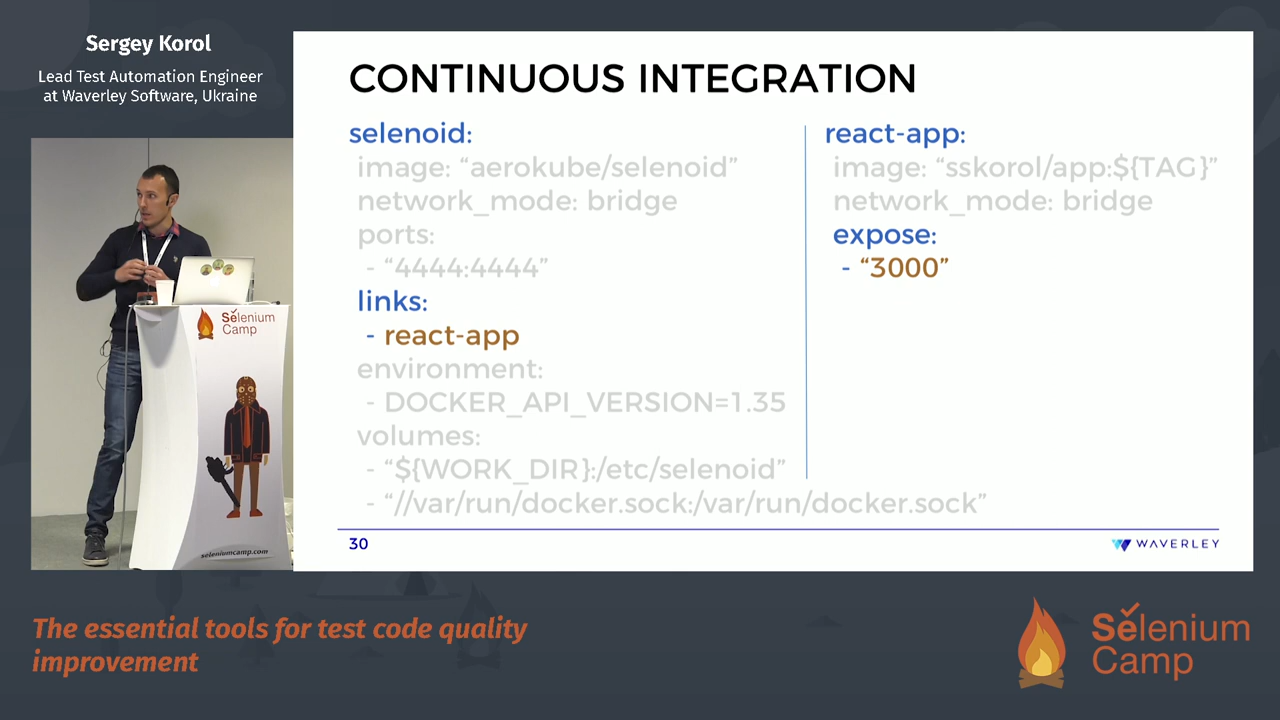 Sergey Korol
Lead Test Automation Engineer
at Waverley Software, Ukraine
CONTINUOUS INTEGRATION
selenoid:
image: “aerokube/selenoid”
network_mode: bridge
ports:
- “4444:4444”
links:
- react-app
environment:
- DOCKER_API_VERSION=1.35
volumes:
- “${WORK_DIR}:/etc/selenoid”
- “//var/run/docker.sock:/var/run/docker.sock”
react-app:
image: “sskorol/app:${TAG}”
network_mode: bridge
expose:
- “3000”
30
WAVERLEY
Selenium
Camp
seleniumcamp.com
The essential tools for test code quality
improvement
Selenium
Camp